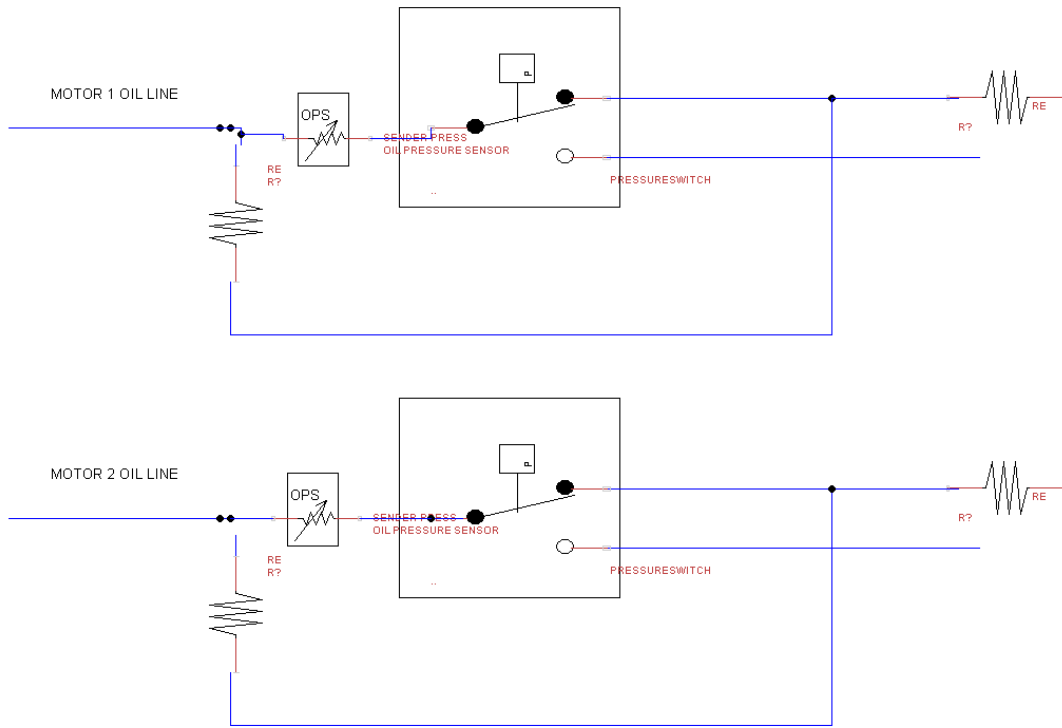 MOTOR 1 OIL LINE
OPS
P
SENDER PRESS
OIL PRESSURE SENSOR
RE
R?
..
PRESSURESWITCH
RE
R?
MOTOR 2 OIL LINE
OPS
P
SENDER PRESS
OIL PRESSURE SENSOR
RE
R?
..
PRESSURESWITCH
RE
R?